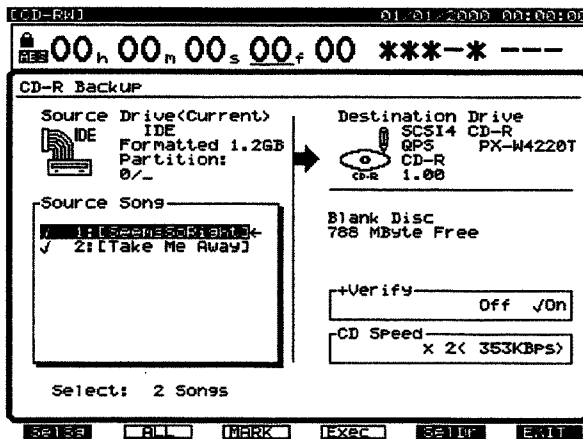 [CD-RW] 01/01/2000 00:00:00
00h 00m 00s 00f 00 ***-* ---
CD-R Backup
Source Drive(Current)
IDE
IDE
Formatted 1.2GB
Partition:
0/_
Destination Drive
SCSI4 CD-R
QPS PX-W4220T
CD-R
1.00
CD-R
Source Song
√ 1:[SeemsSoRight]←
√ 2:[Take Me Away]
Select: 2 Songs
Blank Disc
788 MByte Free
+Verify
Off √On
CD Speed
x 2( 353KBPs)
ALL MARK Exec EXIT